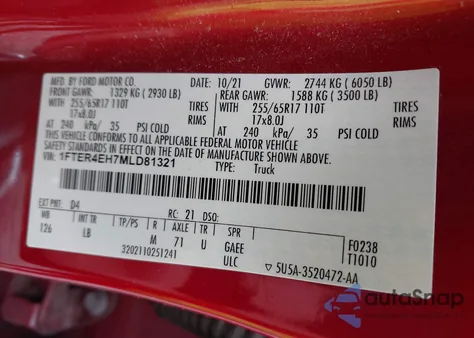 MFD. BY FORD MOTOR CO.
DATE: 10/21 GVWR: 2744 KG ( 6050 LB)
FRONT GAWR: 1329 KG ( 2930 LB) REAR GAWR: 1588 KG ( 3500 LB)
WITH 255/65R17 110T TIRES WITH 255/65R17 110T TIRES
17x8.0J RIMS 17x8.0J RIMS
AT 240 kPa/ 35 PSI COLD AT 240 kPa/ 35 PSI COLD
THIS VEHICLE CONFORMS TO ALL APPLICABLE FEDERAL MOTOR VEHICLE
SAFETY STANDARDS IN EFFECT ON THE DATE OF MANUFACTURE SHOWN ABOVE.
VIN: 1FTER4EH7MLD81321
TYPE: Truck
EXT PNT: D4 RC: 21 DSO:
WB INT TR TP/PS R AXLE TR SPR
126 LB M 71 U GAEE F0238
ULC T1010
3202110251241 5U5A-3520472-AA
autoSnap